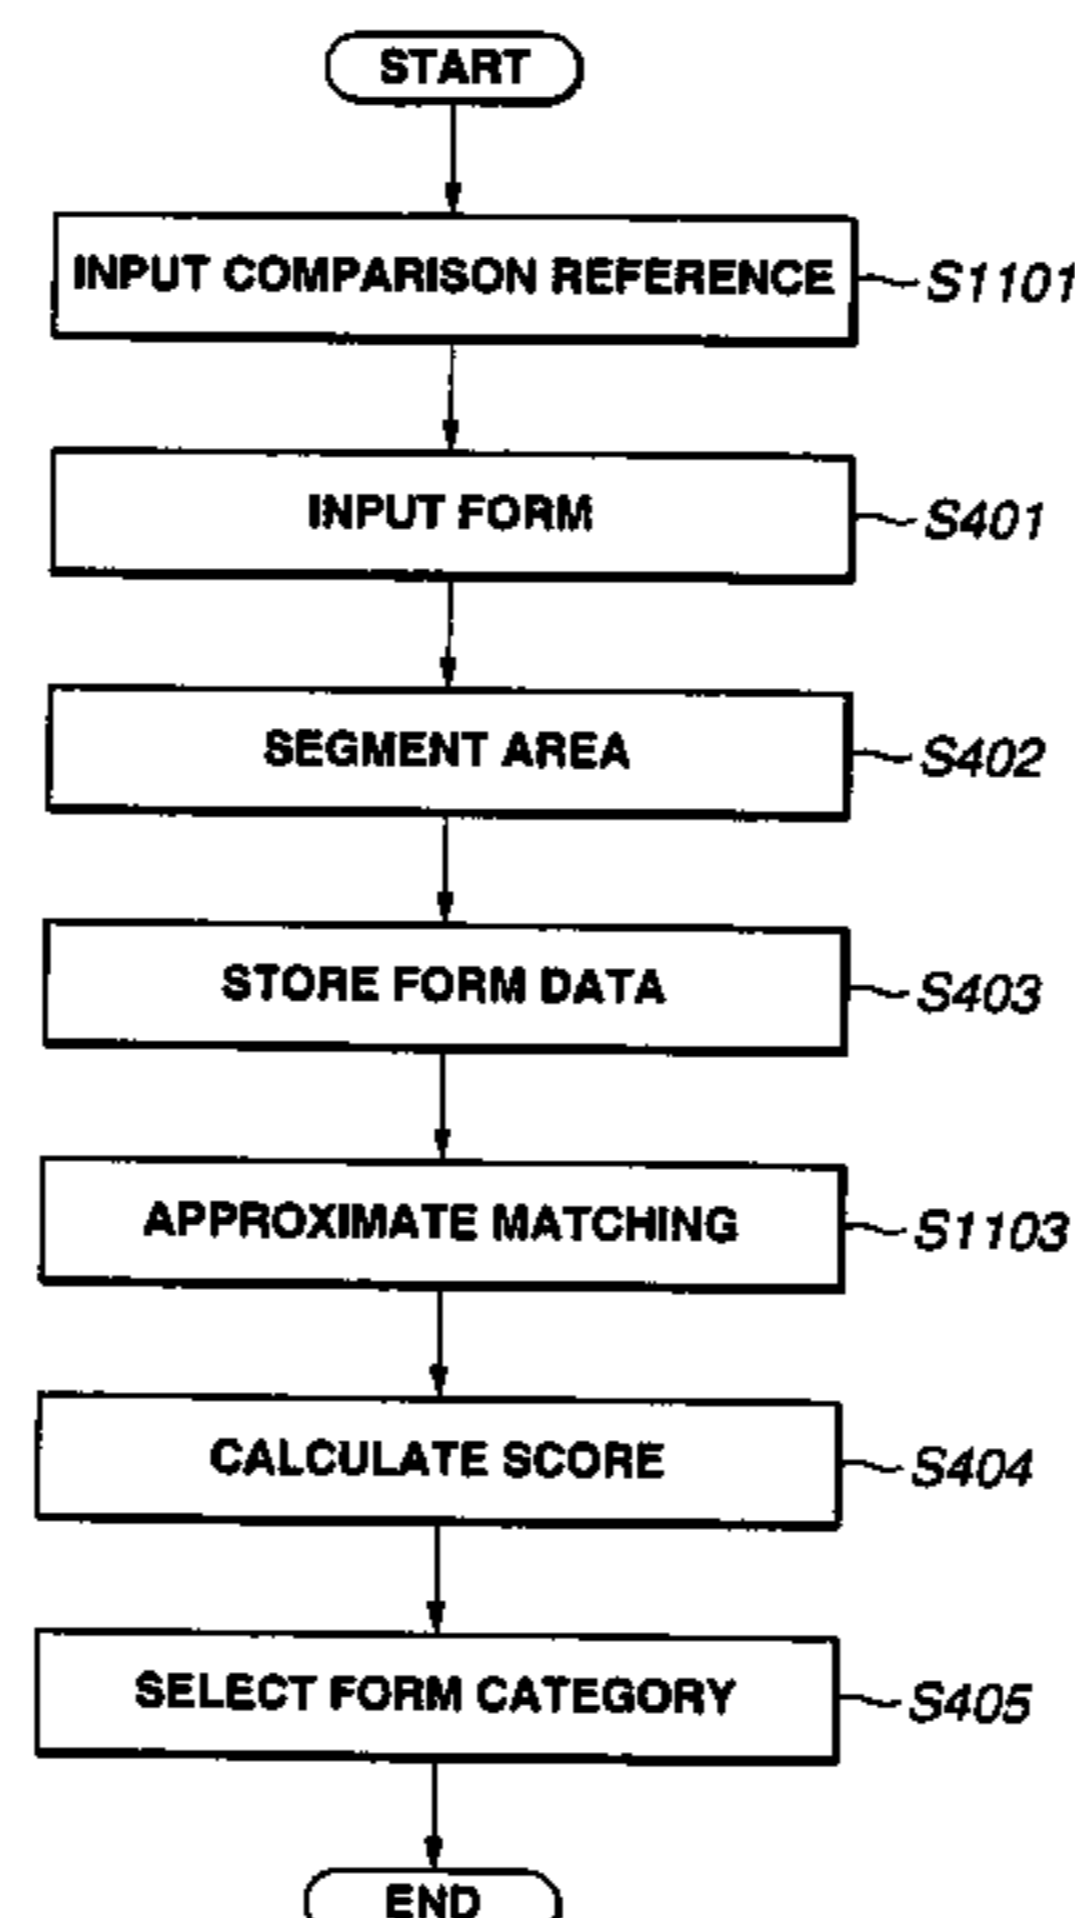 START
INPUT COMPARISON REFERENCE S1101
INPUT FORM S401
SEGMENT AREA S402
STORE FORM DATA S403
APPROXIMATE MATCHING S1103
CALCULATE SCORE S404
SELECT FORM CATEGORY S405
END